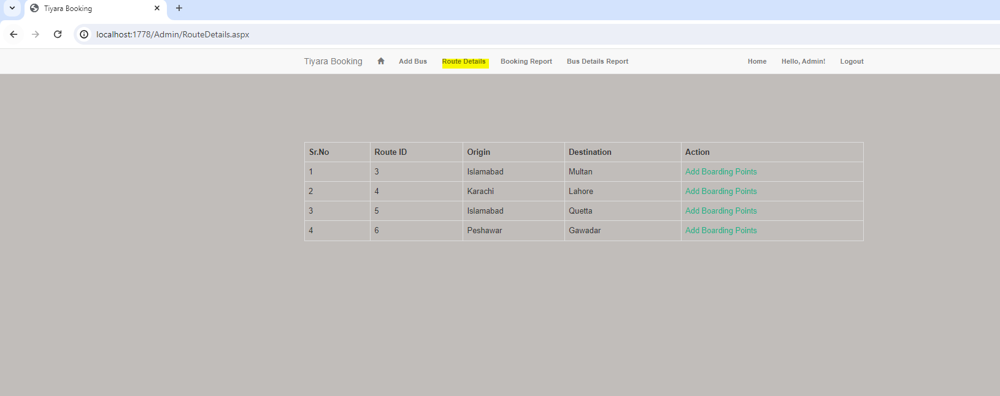 Tiyara Booking
localhost:1778/Admin/RouteDetails.aspx
Tiyara Booking Add Bus Route Details Booking Report Bus Details Report Home Hello, Admin! Logout
Sr.No Route ID Origin Destination Action
1 3 Islamabad Multan Add Boarding Points
2 4 Karachi Lahore Add Boarding Points
3 5 Islamabad Quetta Add Boarding Points
4 6 Peshawar Gawadar Add Boarding Points